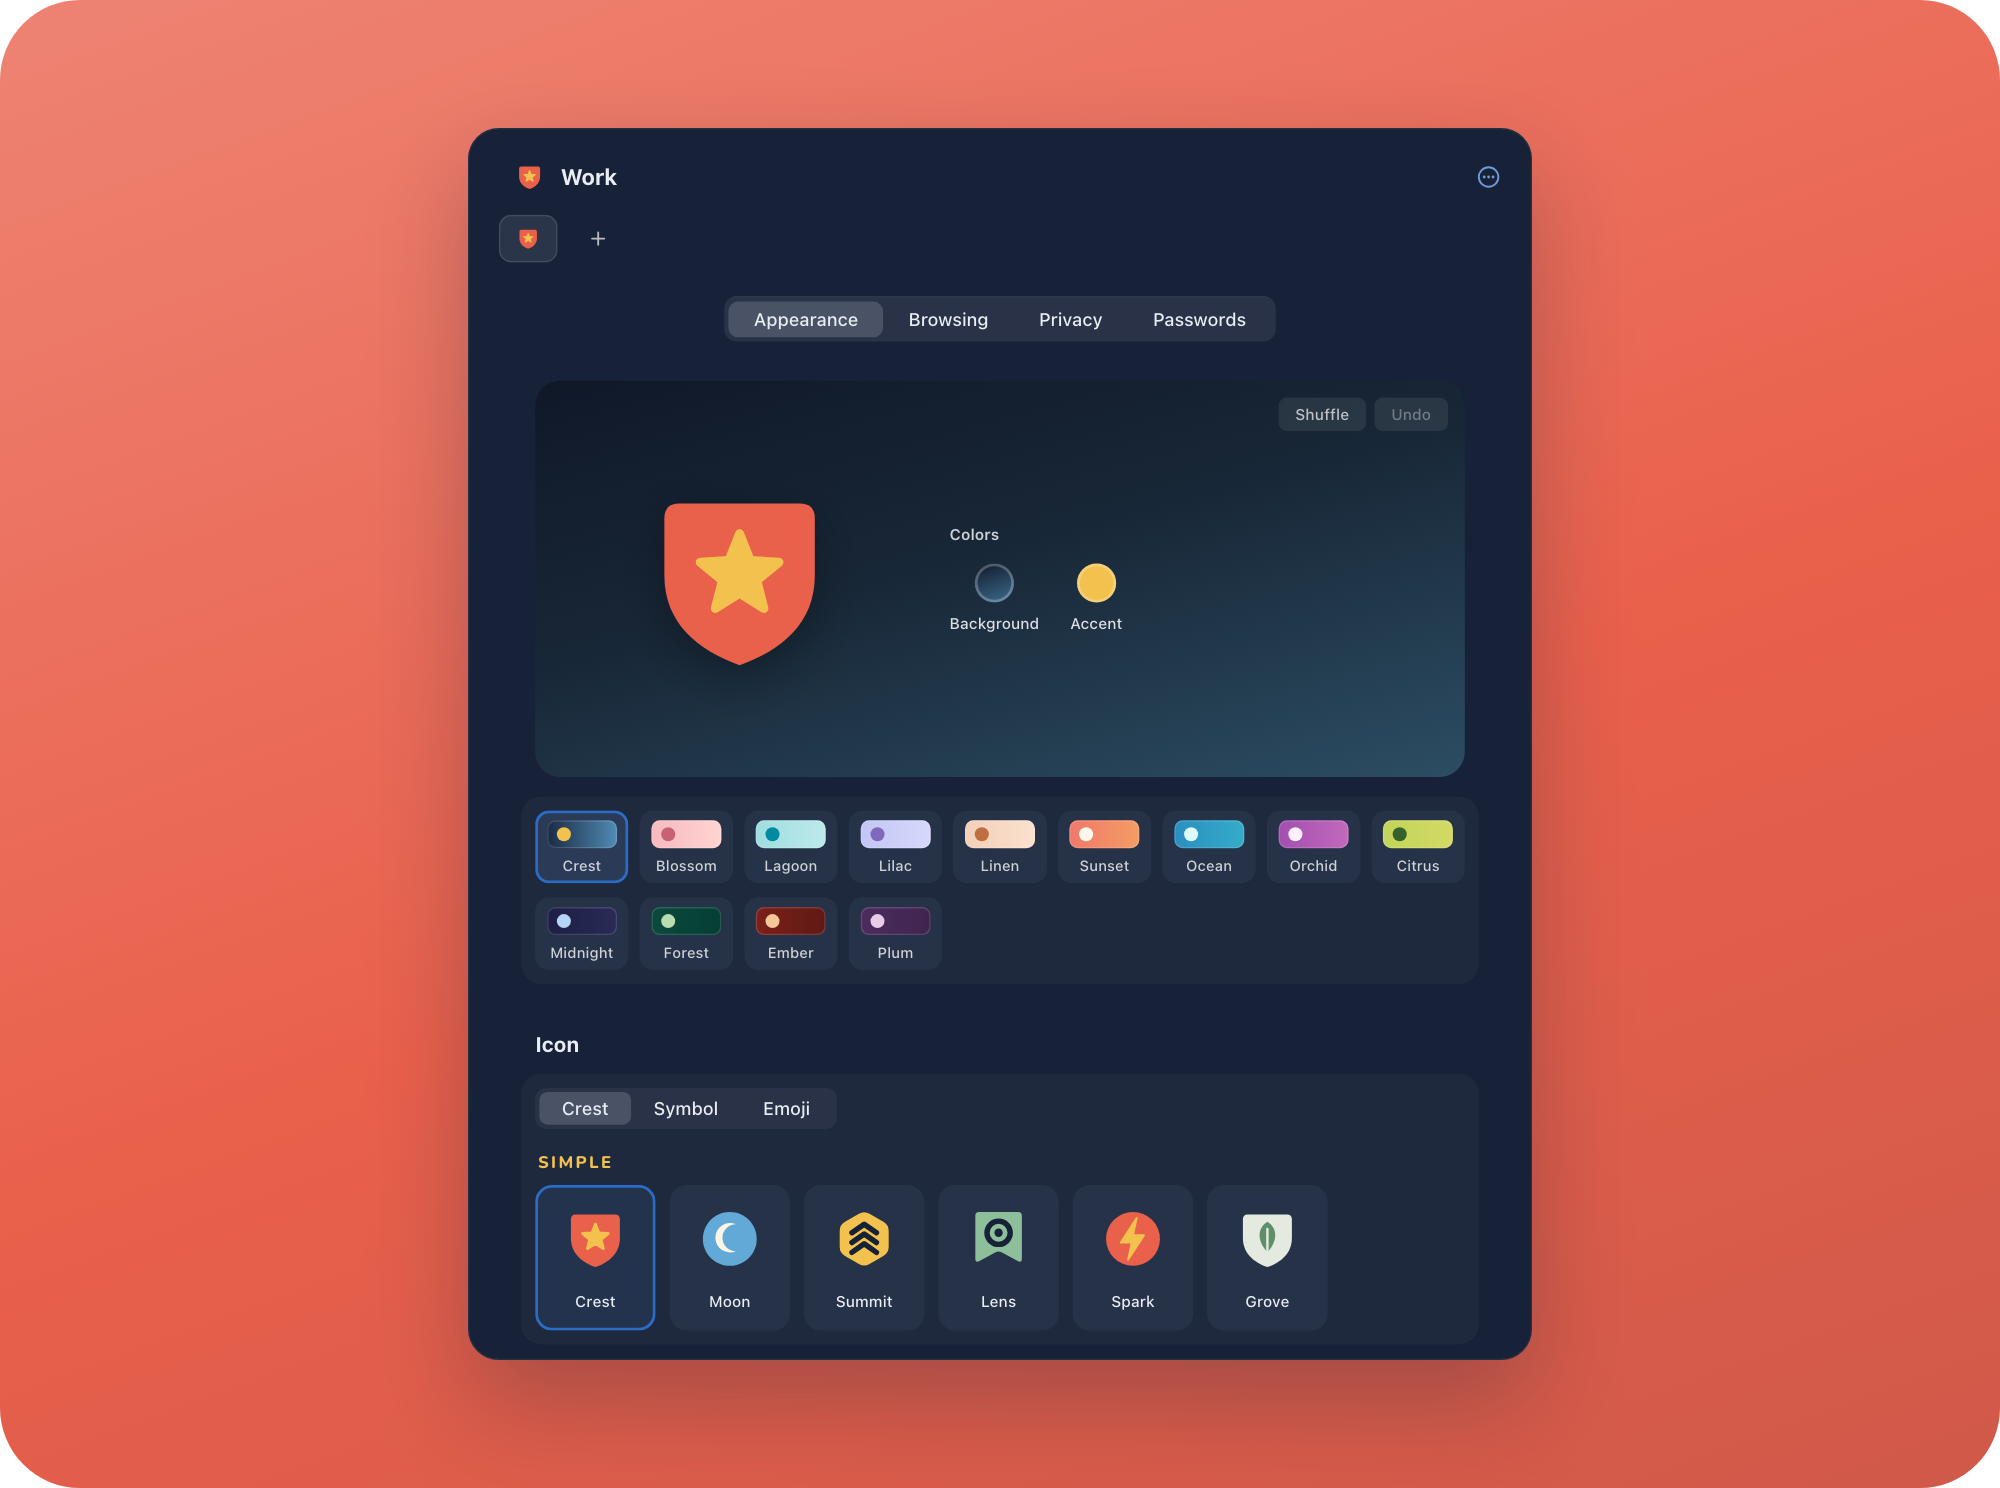 Work
Appearance Browsing Privacy Passwords
Shuffle Undo
Colors
Background Accent
Crest Blossom Lagoon Lilac Linen Sunset Ocean Orchid Citrus
Midnight Forest Ember Plum
Icon
Crest Symbol Emoji
SIMPLE
Crest Moon Summit Lens Spark Grove